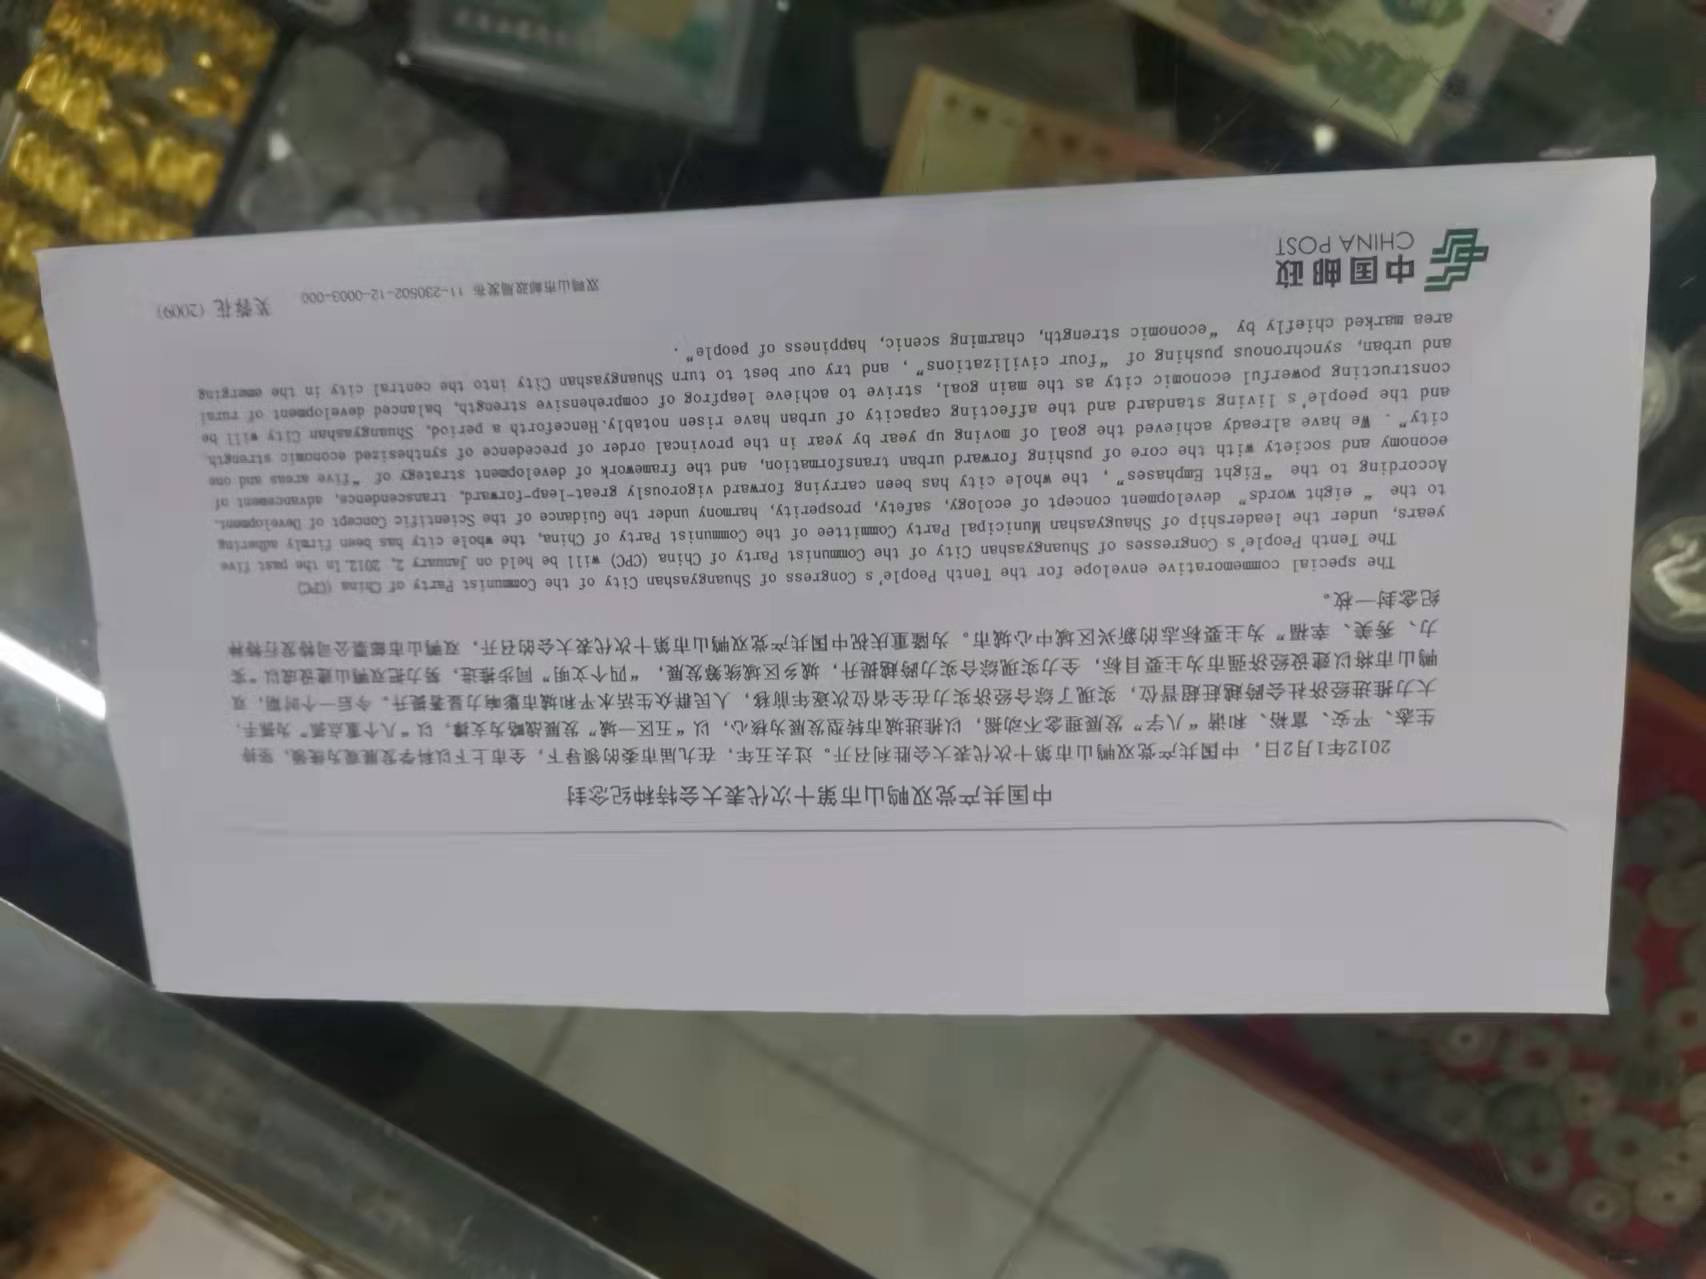 中国共产党双鸭山市第十次代表大会特种纪念封
2012年1月2日，中国共产党双鸭山市第十次代表大会胜利召开。过去五年，在九届市委的领导下，全市上下以科学发展观为统领，坚持
生态、平安、富裕、和谐“八字”发展理念不动摇，以推进城市转型发展为核心，以“五区一城”发展战略为支撑，以“八个重点抓”为抓手，
大力推进经济社会跨越赶超晋位，实现了综合经济实力在全省位次逐年前移，人民群众生活水平和城市影响力显著提升。今后一个时期，双
鸭山市将以建设经济强市为主要目标，全力实现综合实力跨越提升，城乡区域统筹发展，“四个文明”同步推进，努力把双鸭山建设成以“实
力、秀美、幸福”为主要标志的新兴区域中心城市。为隆重庆祝中国共产党双鸭山市第十次代表大会的召开，双鸭山市邮票公司特发行特种
纪念封一枚。
The special commemorative envelope for the Tenth People's Congress of Shuangyashan City of the Communist Party of China (CPC)
The Tenth People's Congresses of Shuangyashan City of the Communist Party of China (CPC) will be held on January 2, 2012.In the past five
years, under the leadership of Shaugyashan Municipal Party Committee of the Communist Party of China, the whole city has been firmly adhering
to the “eight words” development concept of ecology, safety, prosperity, harmony under the Guidance of the Scientific Concept of Development.
According to the “Eight Emphases”, the whole city has been carrying forward vigorously great-leap-forward, transcendence, advancement of
economy and society with the core of pushing forward urban transformation, and the framework of development strategy of “five areas and one
city”. We have already achieved the goal of moving up year by year in the provincial order of precedence of synthesized economic strength,
and the people's living standard and the affecting capacity of urban have risen notably.Henceforth a period, Shuangyashan City will be
constructing powerful economic city as the main goal, strive to achieve leapfrog of comprehensive strength, balanced development of rural
and urban, synchronous pushing of “four civilizations”, and try our best to turn Shuangyashan City into the central city in the emerging
area marked chiefly by “economic strength, charming scenic, happiness of people”.
中国邮政
CHINA POST
双鸭山市邮政局发布 11-230502-12-0003-000 芙蓉花（2009）